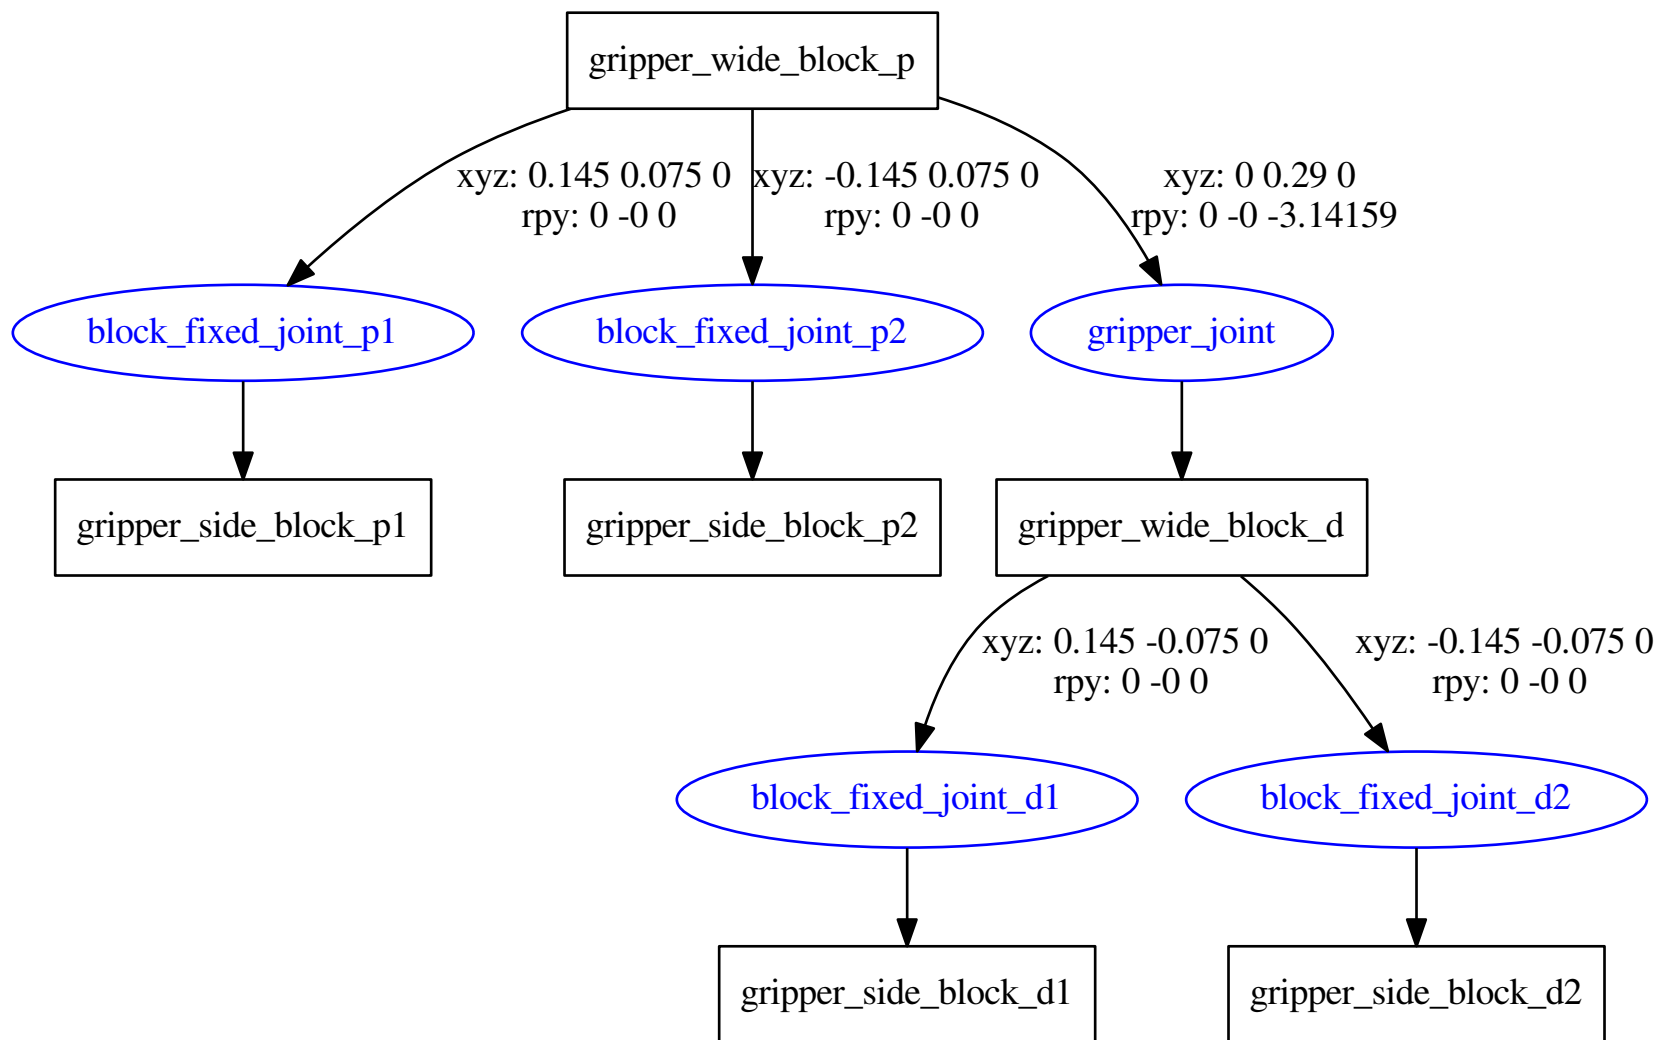 gripper_wide_block_p
xyz: 0.145 0.075 0
rpy: 0 -0 0
xyz: -0.145 0.075 0
rpy: 0 -0 0
xyz: 0 0.29 0
rpy: 0 -0 -3.14159
block_fixed_joint_p1
block_fixed_joint_p2
gripper_joint
gripper_side_block_p1
gripper_side_block_p2
gripper_wide_block_d
xyz: 0.145 -0.075 0
rpy: 0 -0 0
xyz: -0.145 -0.075 0
rpy: 0 -0 0
block_fixed_joint_d1
block_fixed_joint_d2
gripper_side_block_d1
gripper_side_block_d2